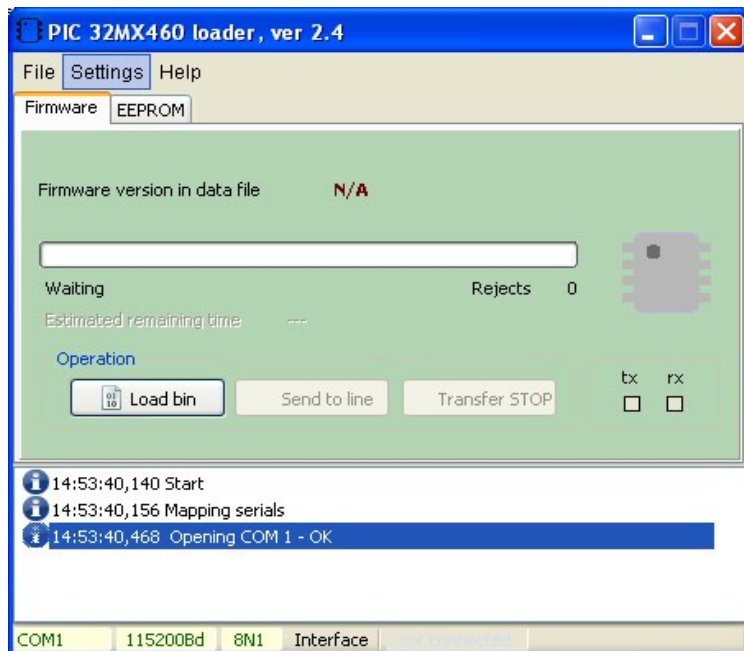 PIC 32MX460 loader, ver 2.4
File Settings Help
Firmware EEPROM
Firmware version in data file N/A
Waiting Rejects 0
Estimated remaining time ---
Operation
Load bin Send to line Transfer STOP
tx rx
14:53:40,140 Start
14:53:40,156 Mapping serials
14:53:40,468 Opening COM 1 - OK
COM1 115200Bd 8N1 Interface not connected